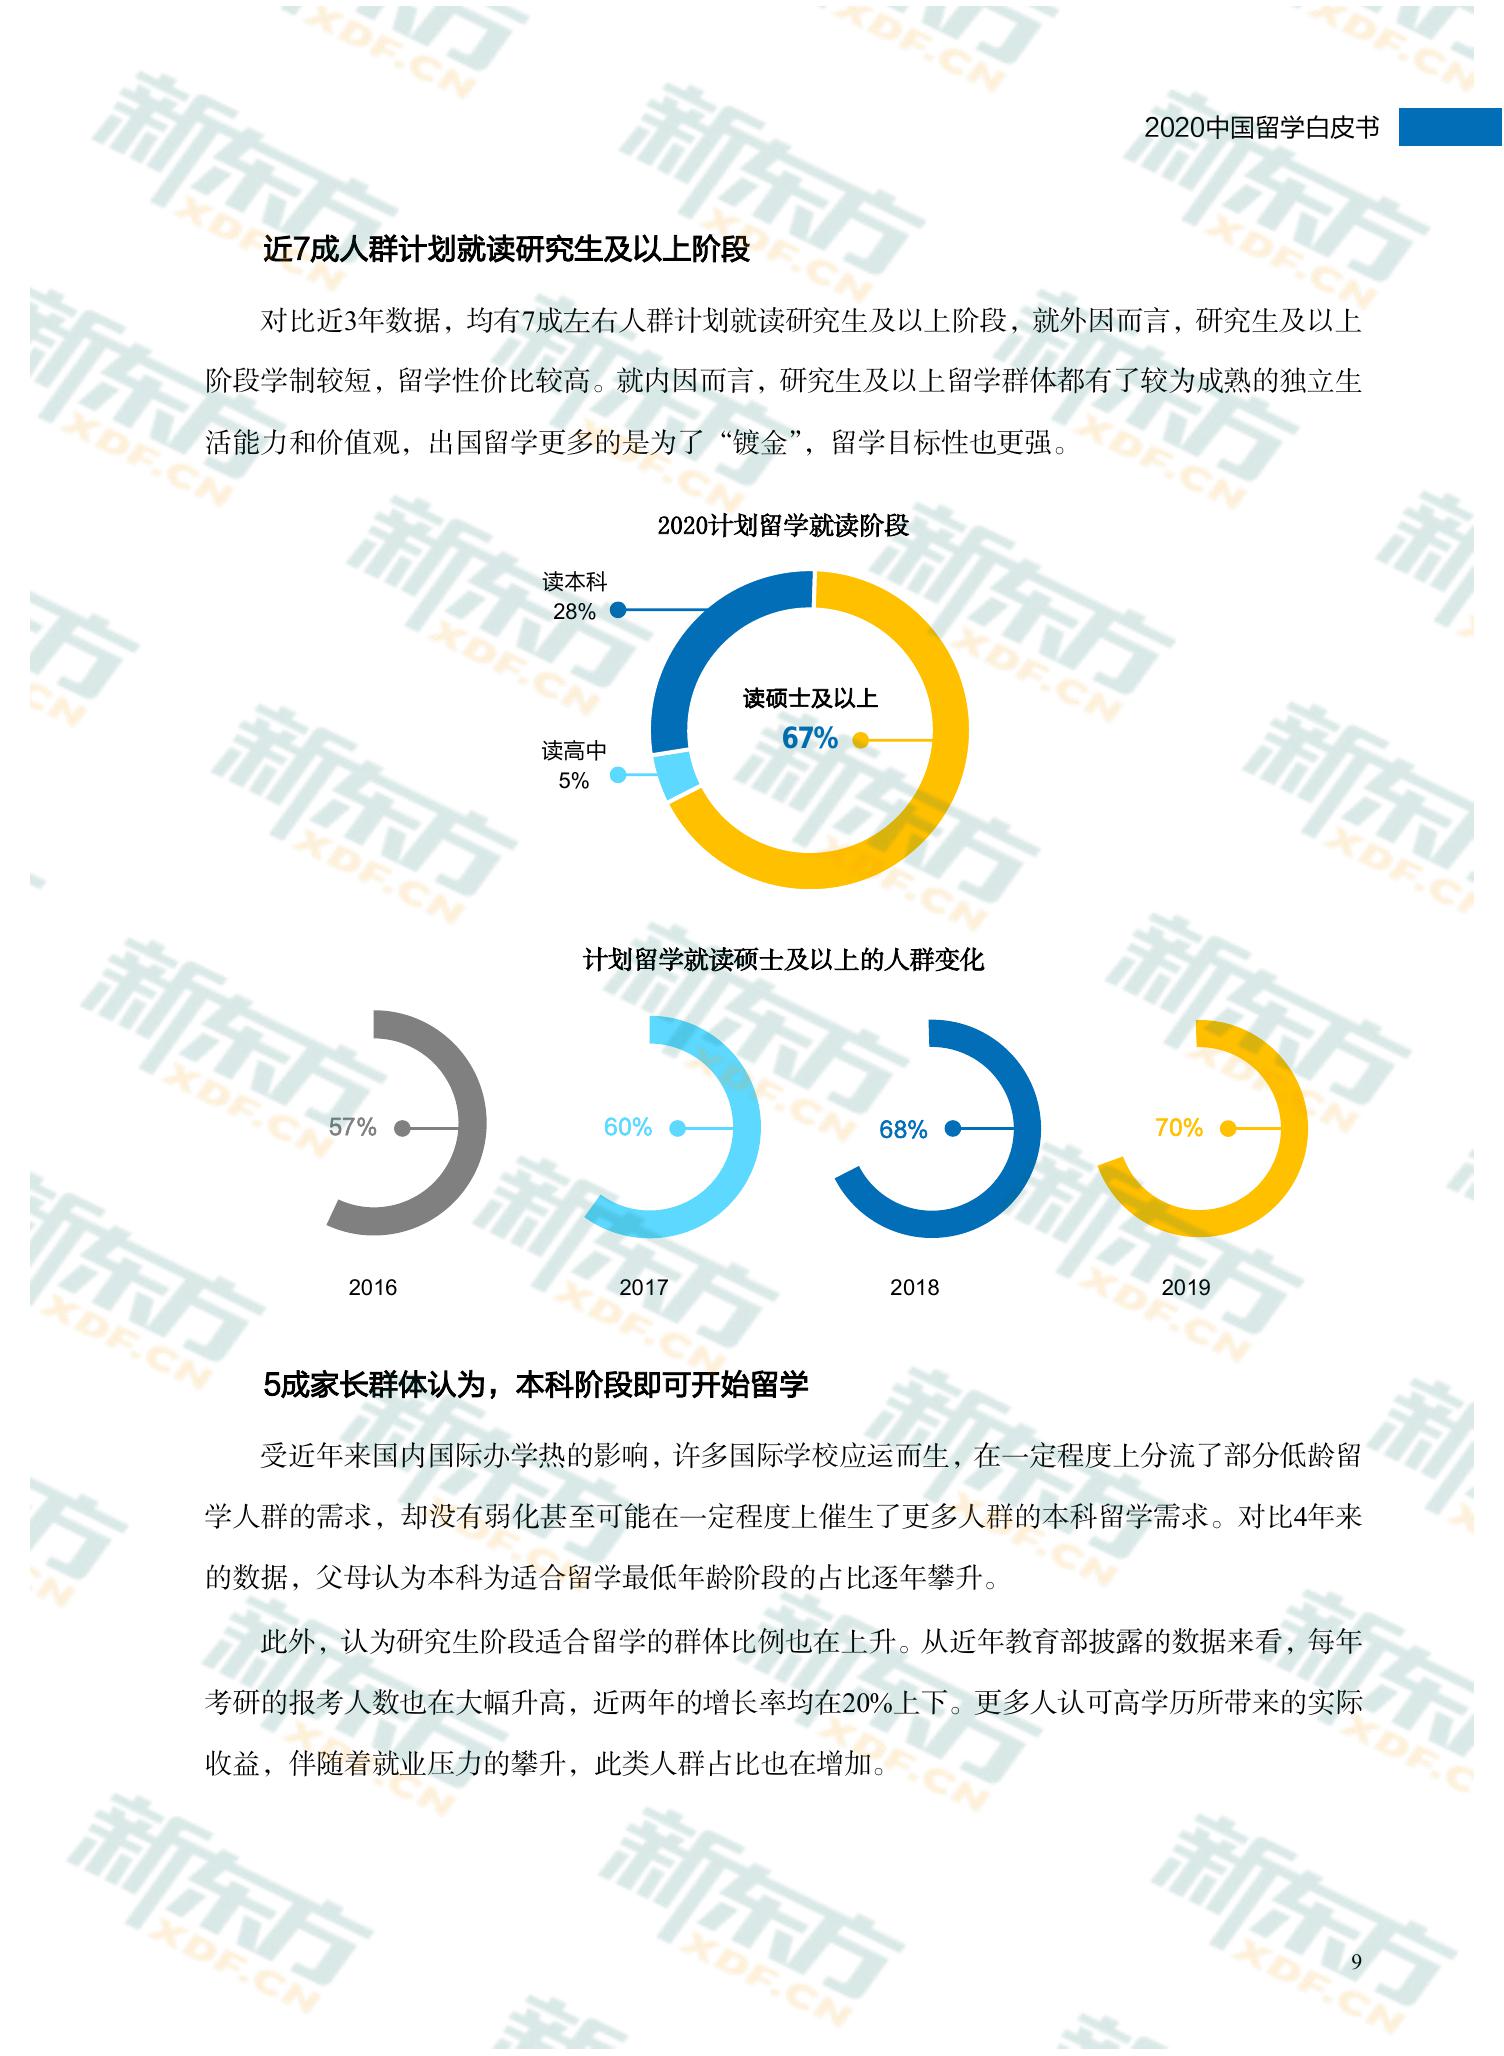 2020中国留学白皮书
近7成人群计划就读研究生及以上阶段
对比近3年数据，均有7成左右人群计划就读研究生及以上阶段，就外因而言，研究生及以上
阶段学制较短，留学性价比较高。就内因而言，研究生及以上留学群体都有了较为成熟的独立生
活能力和价值观，出国留学更多的是为了“镀金”，留学目标性也更强。
2020计划留学就读阶段
读本科
28%
读硕士及以上
67%
读高中
5%
计划留学就读硕士及以上的人群变化
57%
60%
68%
70%
2016
2017
2018
2019
5成家长群体认为，本科阶段即可开始留学
受近年来国内国际办学热的影响，许多国际学校应运而生，在一定程度上分流了部分低龄留
学人群的需求，却没有弱化甚至可能在一定程度上催生了更多人群的本科留学需求。对比4年来
的数据，父母认为本科为适合留学最低年龄阶段的占比逐年攀升。
此外，认为研究生阶段适合留学的群体比例也在上升。从近年教育部披露的数据来看，每年
考研的报考人数也在大幅升高，近两年的增长率均在20%上下。更多人认可高学历所带来的实际
收益，伴随着就业压力的攀升，此类人群占比也在增加。
9
新东方
XDF.CN